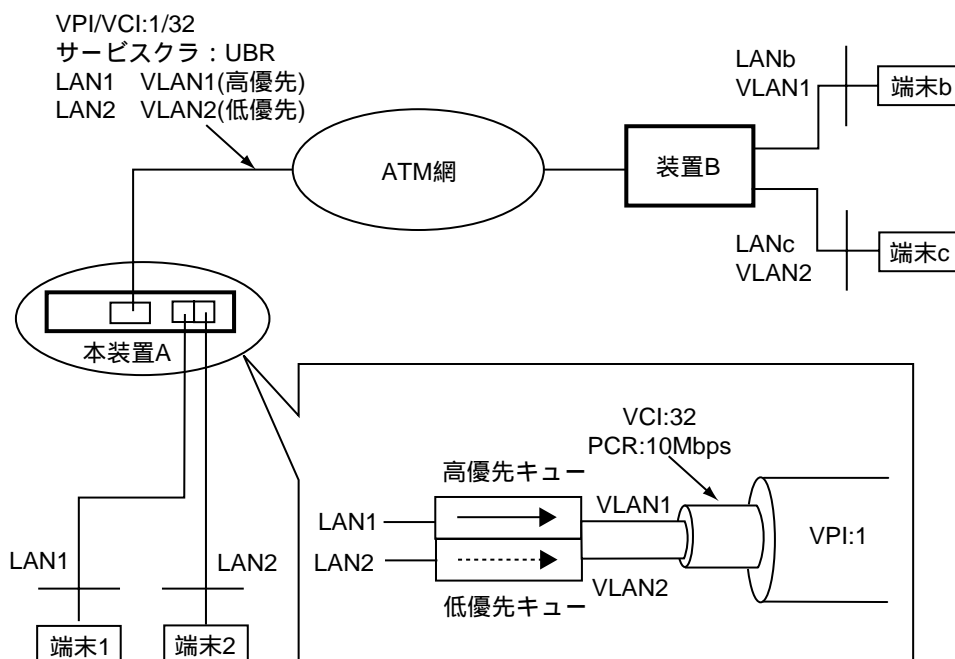 VPI/VCI:1/32
サービスクラ：UBR
LAN1 VLAN1(高優先)
LAN2 VLAN2(低優先)
ATM網
装置B
LANb
VLAN1
端末b
LANc
VLAN2
端末c
本装置A
LAN1
LAN2
端末1
端末2
VCI:32
PCR:10Mbps
高優先キュー
VLAN1
LAN1
LAN2
VPI:1
VLAN2
低優先キュー